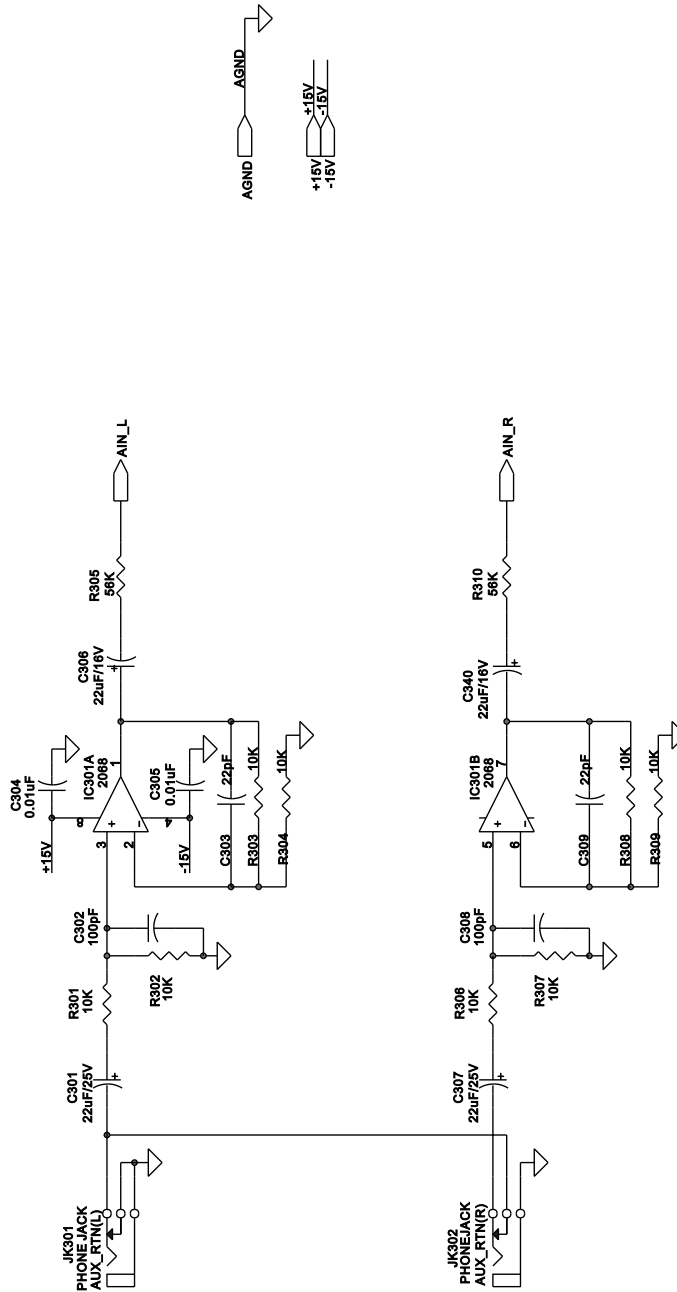 JK301
PHONEJACK
AUX_RTN(L)
C301
22uF/25V
R301
10K
R302
10K
C302
100pF
3
2
+
-
8
4
+15V
-15V
C304
0.01uF
IC301A
2068
1
C305
0.01uF
C303
22pF
R303
10K
R304
10K
C306
22uF/16V
+
R305
56K
AIN_L
+
JK302
PHONEJACK
AUX_RTN(R)
C307
22uF/25V
+
R306
10K
R307
10K
C308
100pF
5
6
+
-
IC301B
2068
7
C309
22pF
R308
10K
R309
10K
C340
22uF/16V
+
R310
56K
AIN_R
AGND
AGND
+15V
-15V
+15V
-15V